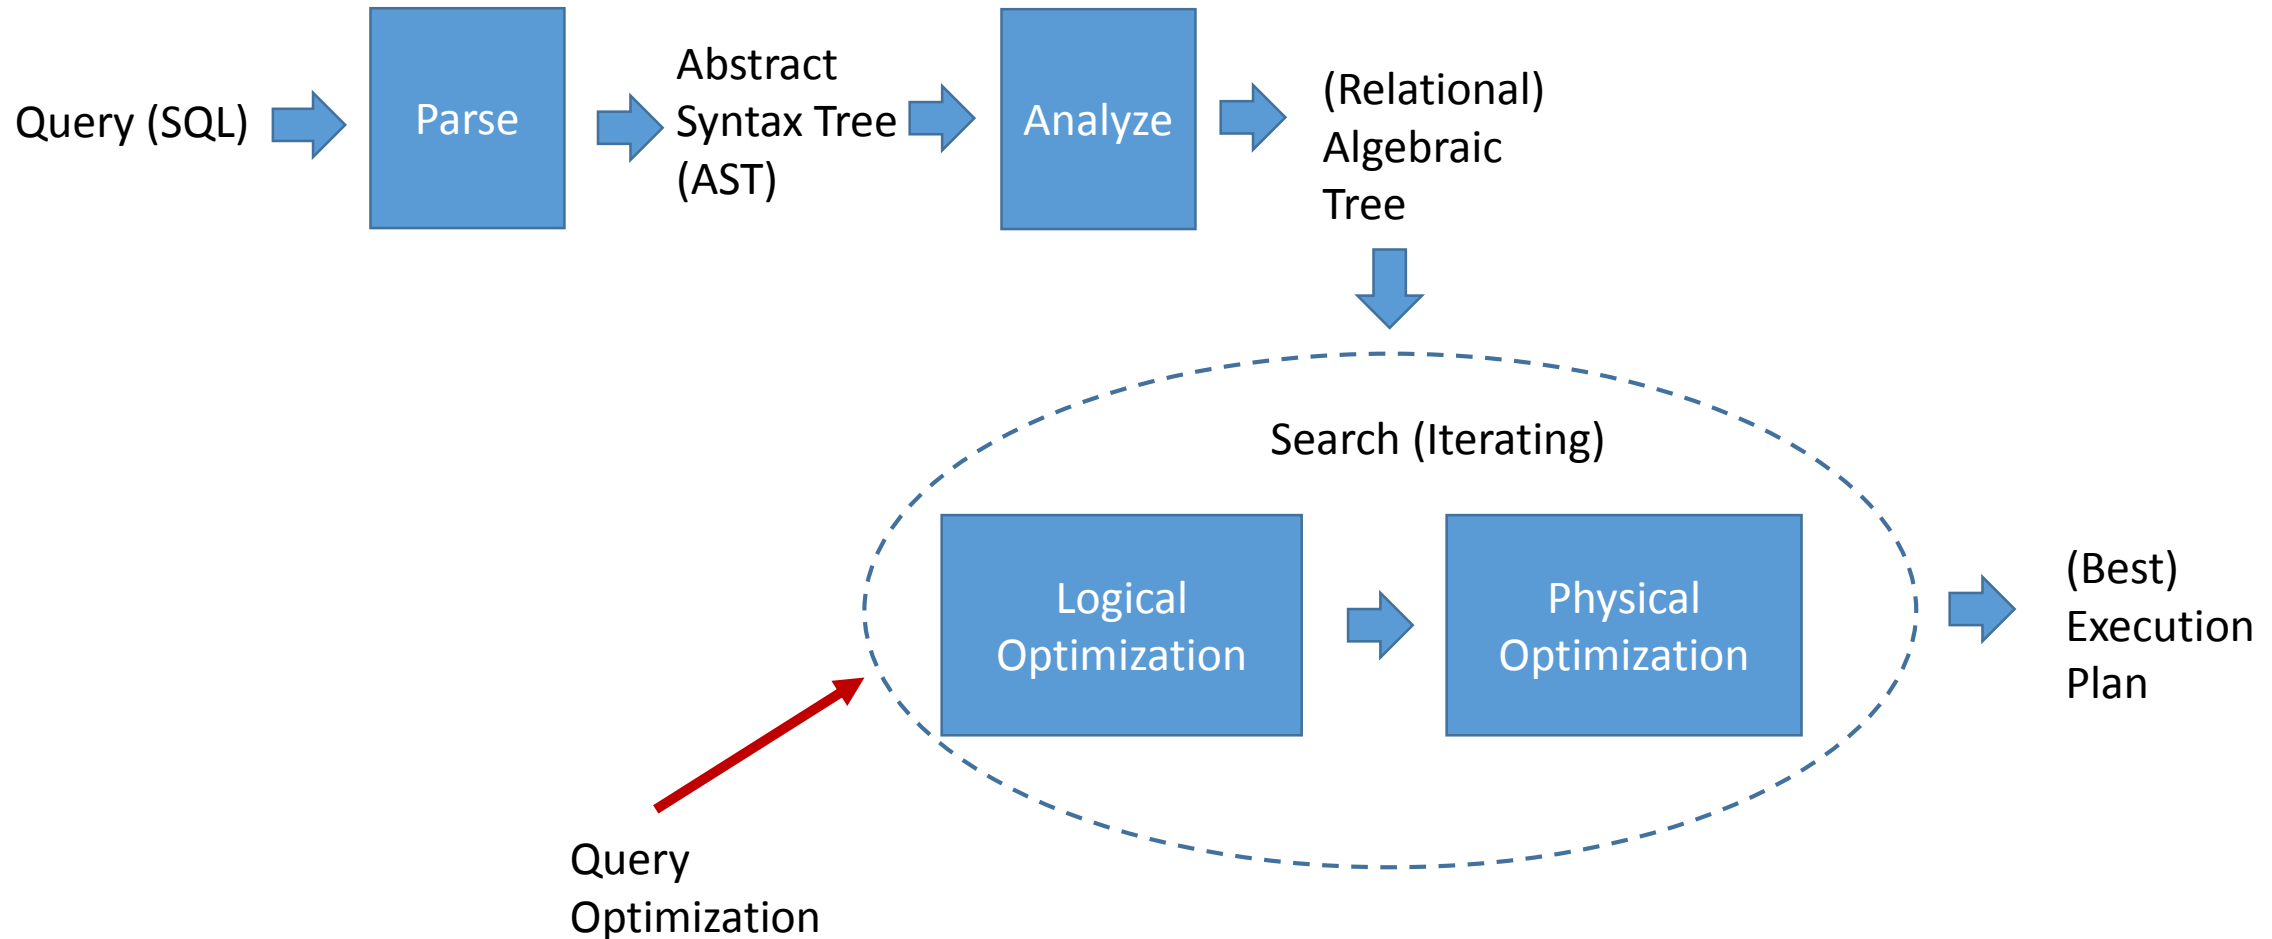 Query (SQL)
Parse
Abstract
Syntax Tree
(AST)
Analyze
(Relational)
Algebraic
Tree
Search (Iterating)
Logical
Optimization
Physical
Optimization
(Best)
Execution
Plan
Query
Optimization